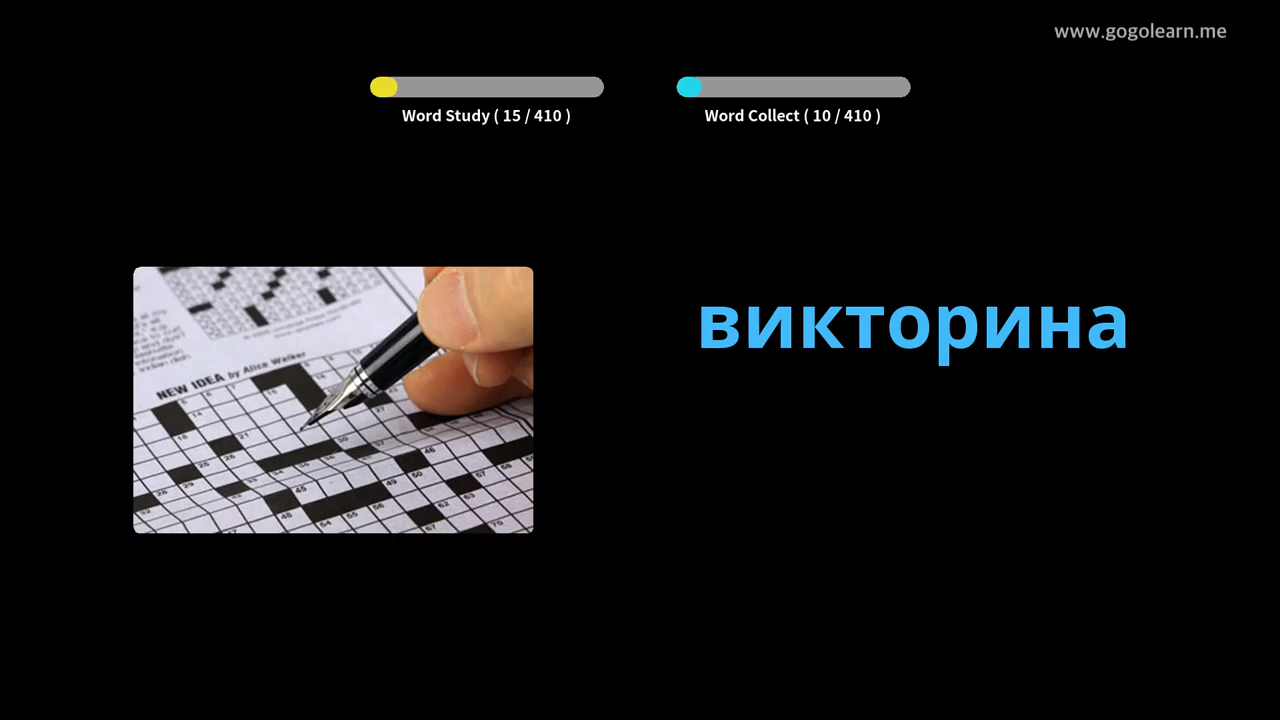 www.gogolearn.me
Word Study ( 15 / 410 )
Word Collect ( 10 / 410 )
викторина
NEW IDEA by Alice Walker